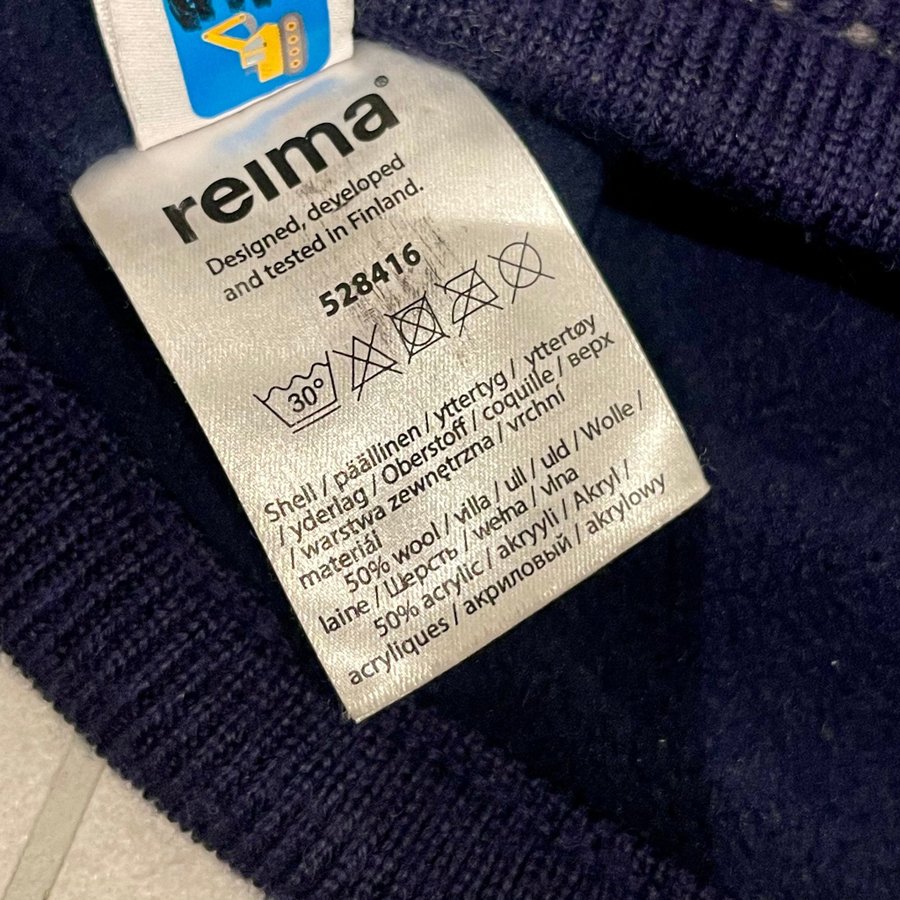 reima®
Designed, developed
and tested in Finland.
528416
30°
Shell / päällinen / yttertyg / yttertøy
/ yderlag / Oberstoff / coquille / верх
/ warstwa zewnętrzna / vrchní
materiál
50% wool / villa / ull / uld / Wolle /
laine / Шерсть / wełna / vlna
50% acrylic / akryyli / Akryl /
acryliques / акриловый / akrylowy